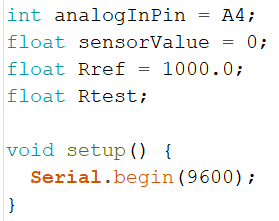 int analogInPin = A4;
float sensorValue = 0;
float Rref = 1000.0;
float Rtest;

void setup() {
  Serial.begin(9600);
}